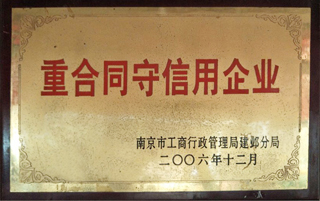 重合同守信用企业
南京市工商行政管理局建邺分局
二〇〇六年十二月